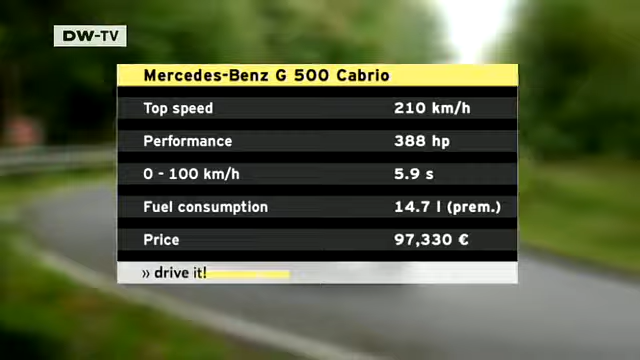 DW-TV
Mercedes-Benz G 500 Cabrio
Top speed 210 km/h
Performance 388 hp
0 - 100 km/h 5.9 s
Fuel consumption 14.7 l (prem.)
Price 97,330 €
» drive it!